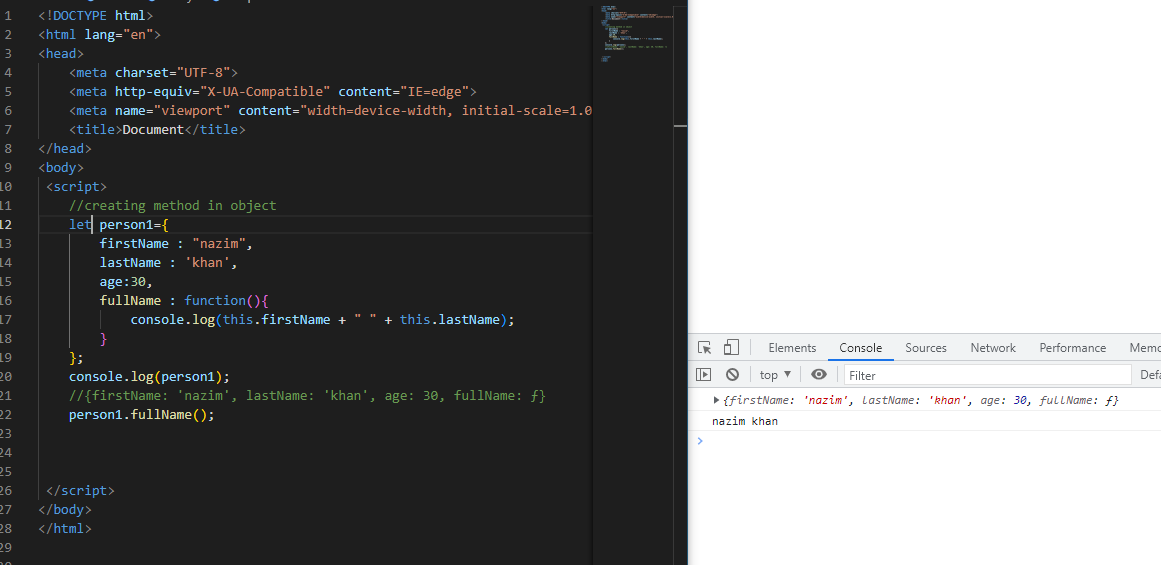 1 <!DOCTYPE html>
2 <html lang="en">
3 <head>
4 <meta charset="UTF-8">
5 <meta http-equiv="X-UA-Compatible" content="IE=edge">
6 <meta name="viewport" content="width=device-width, initial-scale=1.0
7 <title>Document</title>
8 </head>
9 <body>
10 <script>
11 //creating method in object
12 let person1={
13 firstName : "nazim",
14 lastName : 'khan',
15 age:30,
16 fullName : function(){
17 console.log(this.firstName + " " + this.lastName);
18 }
19 };
20 console.log(person1);
21 //{firstName: 'nazim', lastName: 'khan', age: 30, fullName: ƒ}
22 person1.fullName();
23
24
25
26 </script>
27 </body>
28 </html>
29
Elements Console Sources Network Performance Memo
top ▼ Filter Defa
▶ {firstName: 'nazim', lastName: 'khan', age: 30, fullName: ƒ}
nazim khan
>